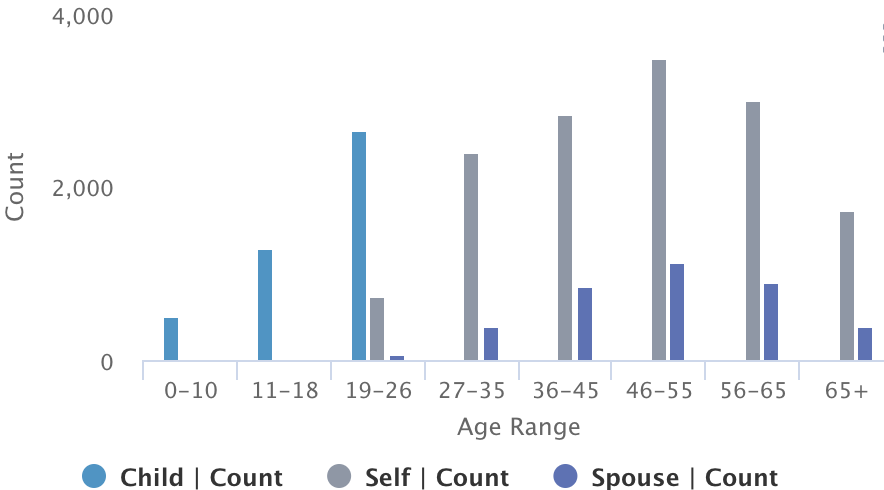 4,000
2,000
0
Count
0–10 11–18 19–26 27–35 36–45 46–55 56–65 65+
Age Range
Child | Count Self | Count Spouse | Count